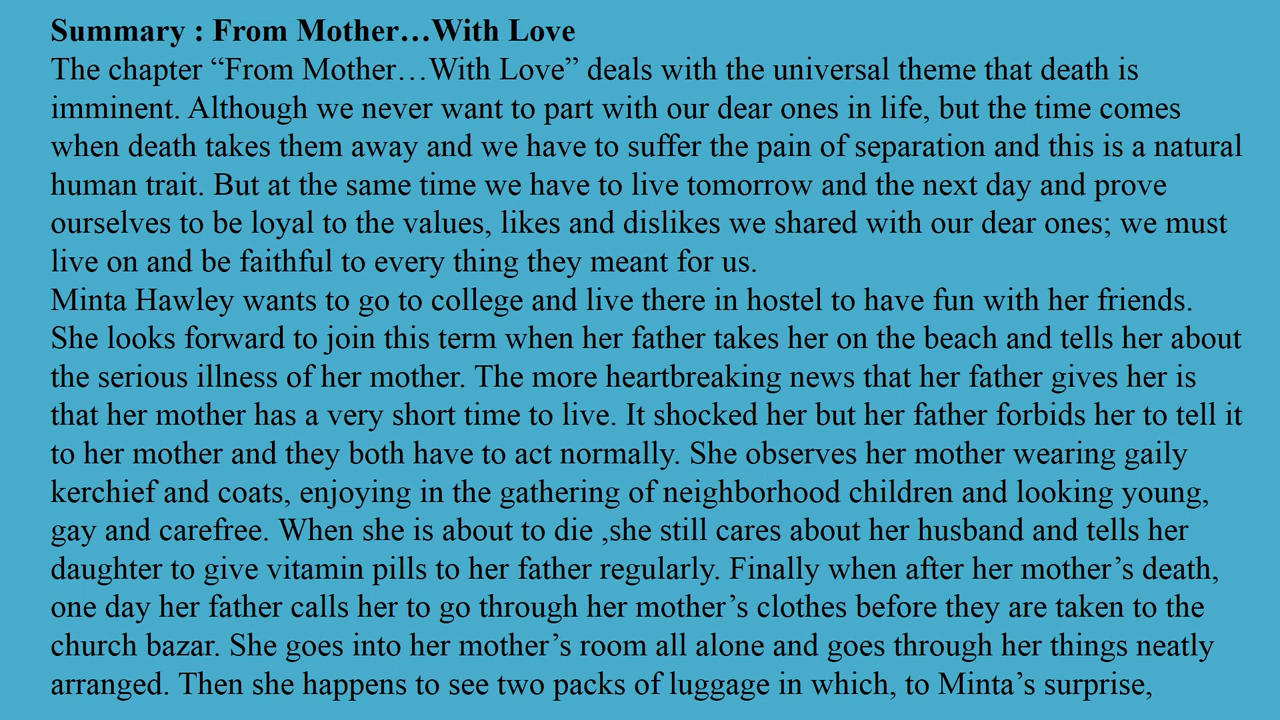 Summary : From Mother…With Love
The chapter “From Mother…With Love” deals with the universal theme that death is
imminent. Although we never want to part with our dear ones in life, but the time comes
when death takes them away and we have to suffer the pain of separation and this is a natural
human trait. But at the same time we have to live tomorrow and the next day and prove
ourselves to be loyal to the values, likes and dislikes we shared with our dear ones; we must
live on and be faithful to every thing they meant for us.
Minta Hawley wants to go to college and live there in hostel to have fun with her friends.
She looks forward to join this term when her father takes her on the beach and tells her about
the serious illness of her mother. The more heartbreaking news that her father gives her is
that her mother has a very short time to live. It shocked her but her father forbids her to tell it
to her mother and they both have to act normally. She observes her mother wearing gaily
kerchief and coats, enjoying in the gathering of neighborhood children and looking young,
gay and carefree. When she is about to die ,she still cares about her husband and tells her
daughter to give vitamin pills to her father regularly. Finally when after her mother’s death,
one day her father calls her to go through her mother’s clothes before they are taken to the
church bazar. She goes into her mother’s room all alone and goes through her things neatly
arranged. Then she happens to see two packs of luggage in which, to Minta’s surprise,